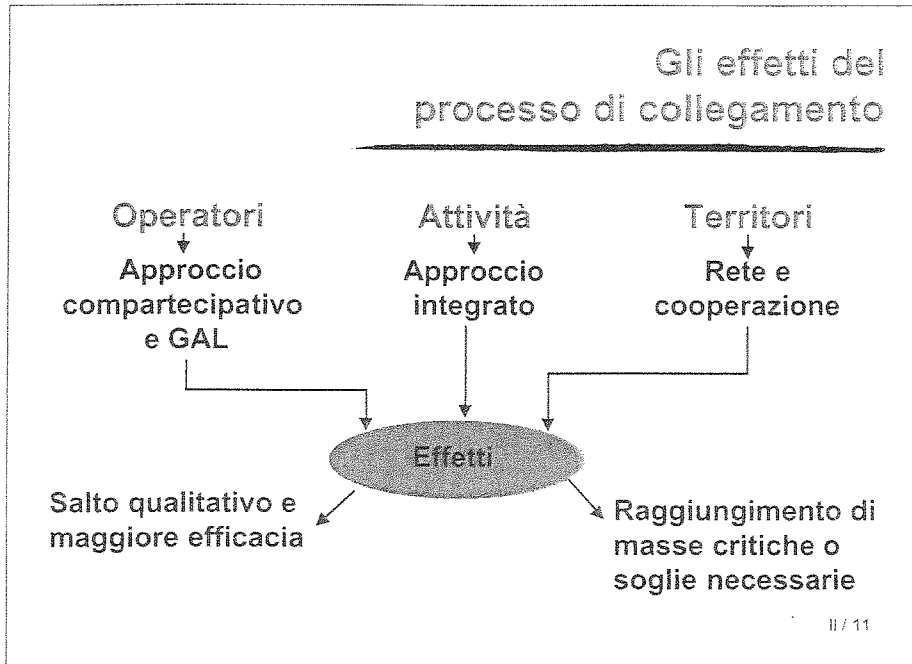 Gli effetti del
processo di collegamento
Operatori
Approccio
compartecipativo
e GAL
Attività
Approccio
integrato
Territori
Rete e
cooperazione
Effetti
Salto qualitativo e
maggiore efficacia
Raggiungimento di
masse critiche o
soglie necessarie
II / 11